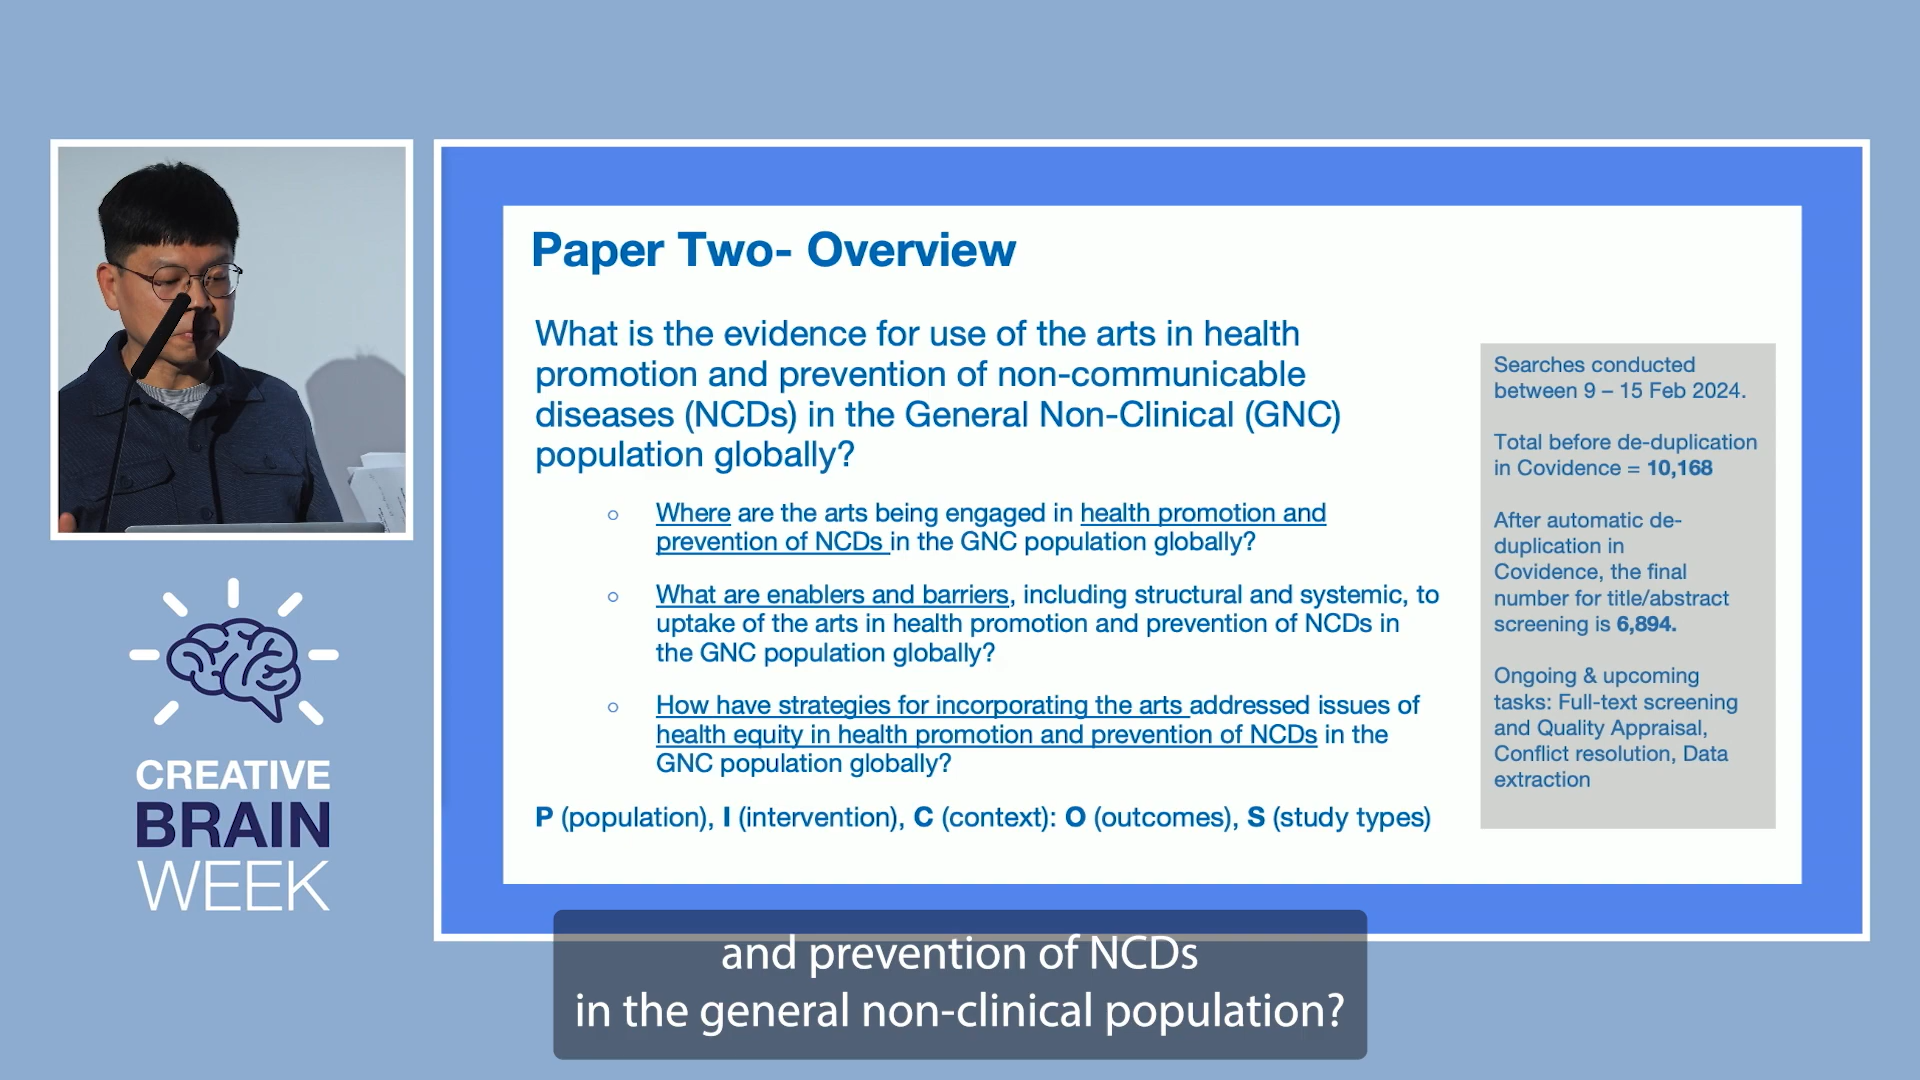 Paper Two- Overview
What is the evidence for use of the arts in health
promotion and prevention of non-communicable
diseases (NCDs) in the General Non-Clinical (GNC)
population globally?
○ Where are the arts being engaged in health promotion and
prevention of NCDs in the GNC population globally?
○ What are enablers and barriers, including structural and systemic, to
uptake of the arts in health promotion and prevention of NCDs in
the GNC population globally?
○ How have strategies for incorporating the arts addressed issues of
health equity in health promotion and prevention of NCDs in the
GNC population globally?
P (population), I (intervention), C (context): O (outcomes), S (study types)
Searches conducted
between 9 – 15 Feb 2024.
Total before de-duplication
in Covidence = 10,168
After automatic de-
duplication in
Covidence, the final
number for title/abstract
screening is 6,894.
Ongoing & upcoming
tasks: Full-text screening
and Quality Appraisal,
Conflict resolution, Data
extraction
CREATIVE
BRAIN
WEEK
and prevention of NCDs
in the general non-clinical population?